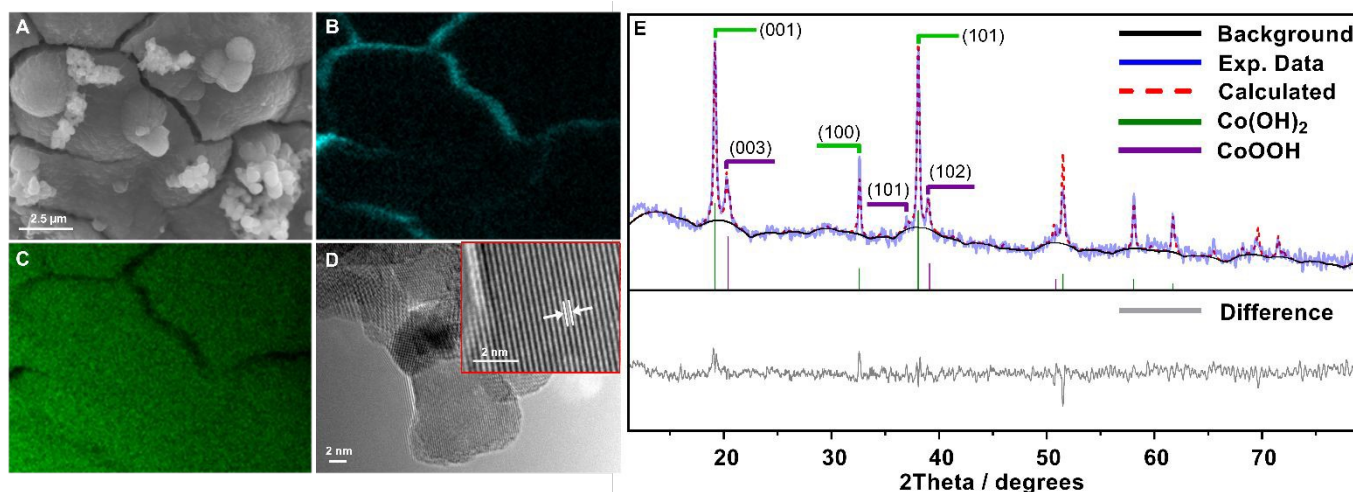 A
2.5 µm
B
C
D
2 nm
2 nm
E
(001)
(003)
(100)
(101)
(101)
(102)
Background
Exp. Data
Calculated
Co(OH)₂
CoOOH
Difference
20 30 40 50 60 70
2Theta / degrees